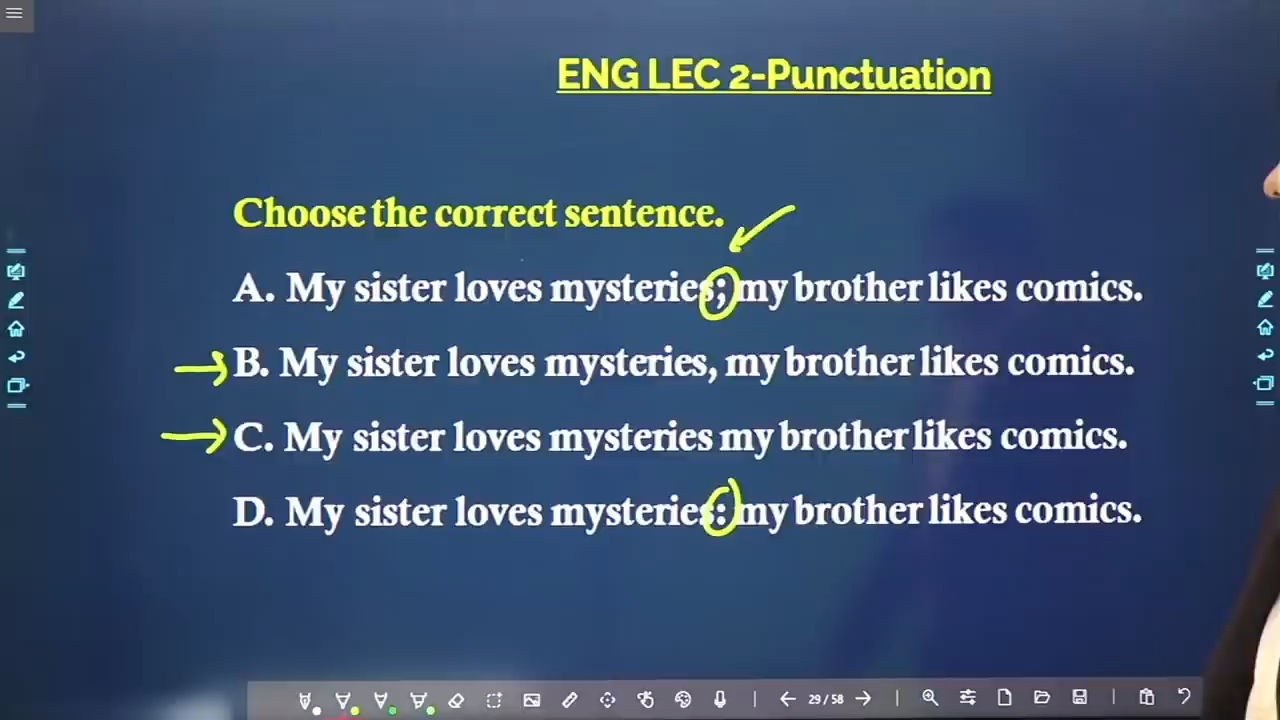 ENG LEC 2-Punctuation
Choose the correct sentence.
A. My sister loves mysteries; my brother likes comics.
B. My sister loves mysteries, my brother likes comics.
C. My sister loves mysteries my brother likes comics.
D. My sister loves mysteries: my brother likes comics.
29/58